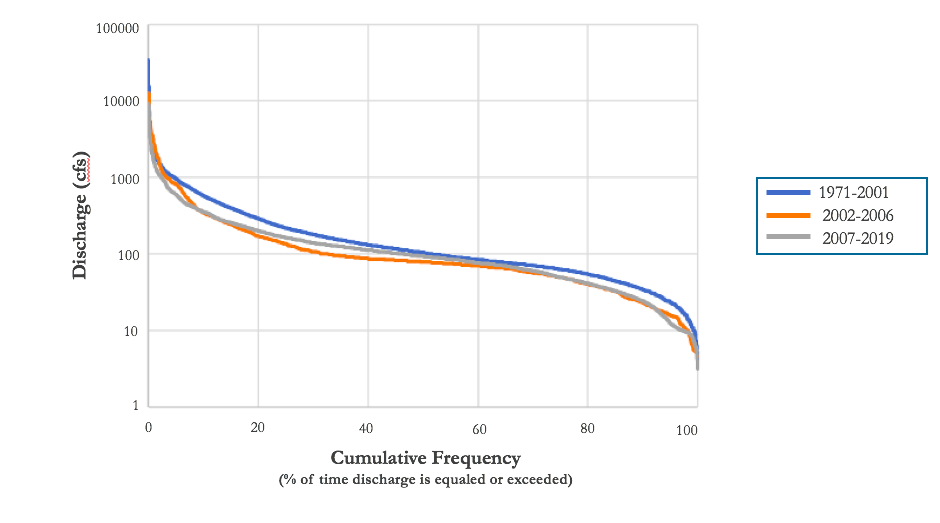 100000
10000
1000
100
10
1
Discharge (cfs)
0 20 40 60 80 100
Cumulative Frequency
(% of time discharge is equaled or exceeded)
1971-2001
2002-2006
2007-2019